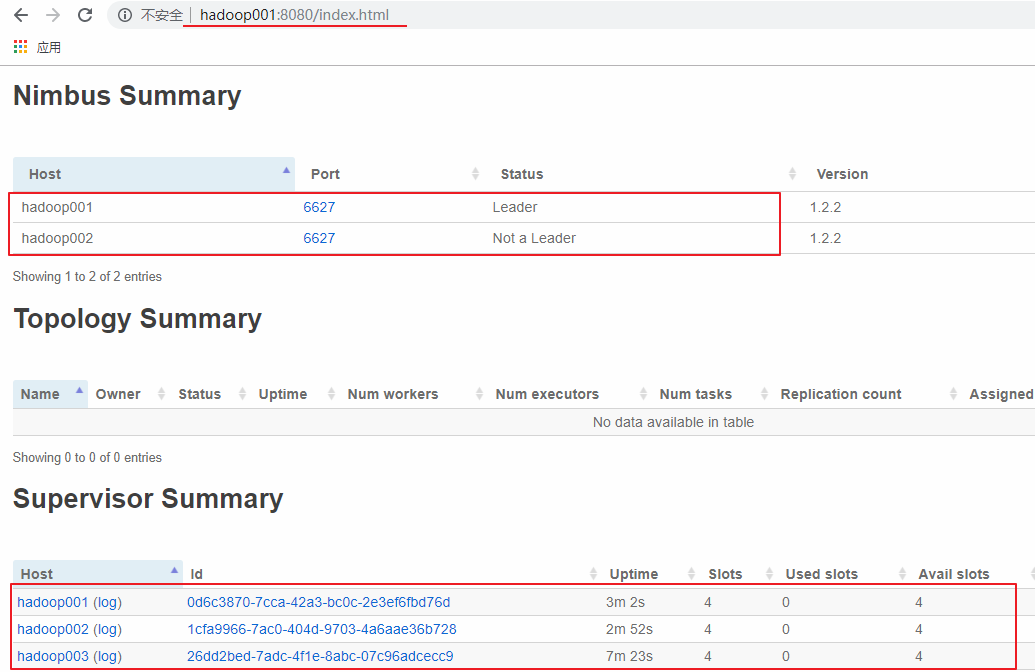 不安全 hadoop001:8080/index.html
应用
Nimbus Summary
Host Port Status Version
hadoop001 6627 Leader 1.2.2
hadoop002 6627 Not a Leader 1.2.2
Showing 1 to 2 of 2 entries
Topology Summary
Name Owner Status Uptime Num workers Num executors Num tasks Replication count Assigned
No data available in table
Showing 0 to 0 of 0 entries
Supervisor Summary
Host Id Uptime Slots Used slots Avail slots
hadoop001 (log) 0d6c3870-7cca-42a3-bc0c-2e3ef6fbd76d 3m 2s 4 0 4
hadoop002 (log) 1cfa9966-7ac0-404d-9703-4a6aae36b728 2m 52s 4 0 4
hadoop003 (log) 26dd2bed-7adc-4f1e-8abc-07c96adcecc9 7m 23s 4 0 4